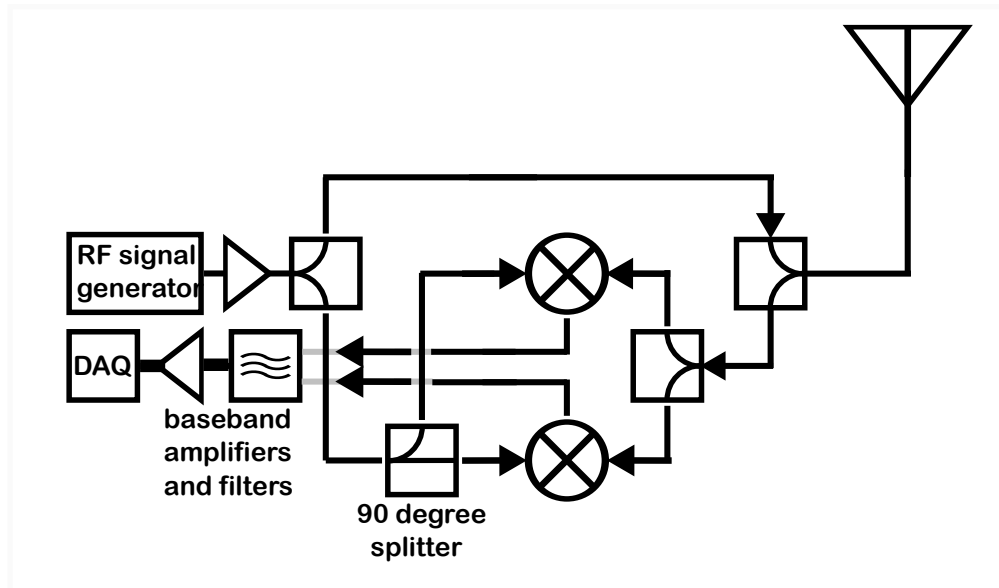 RF signal
generator
DAQ
baseband
amplifiers
and filters
90 degree
splitter